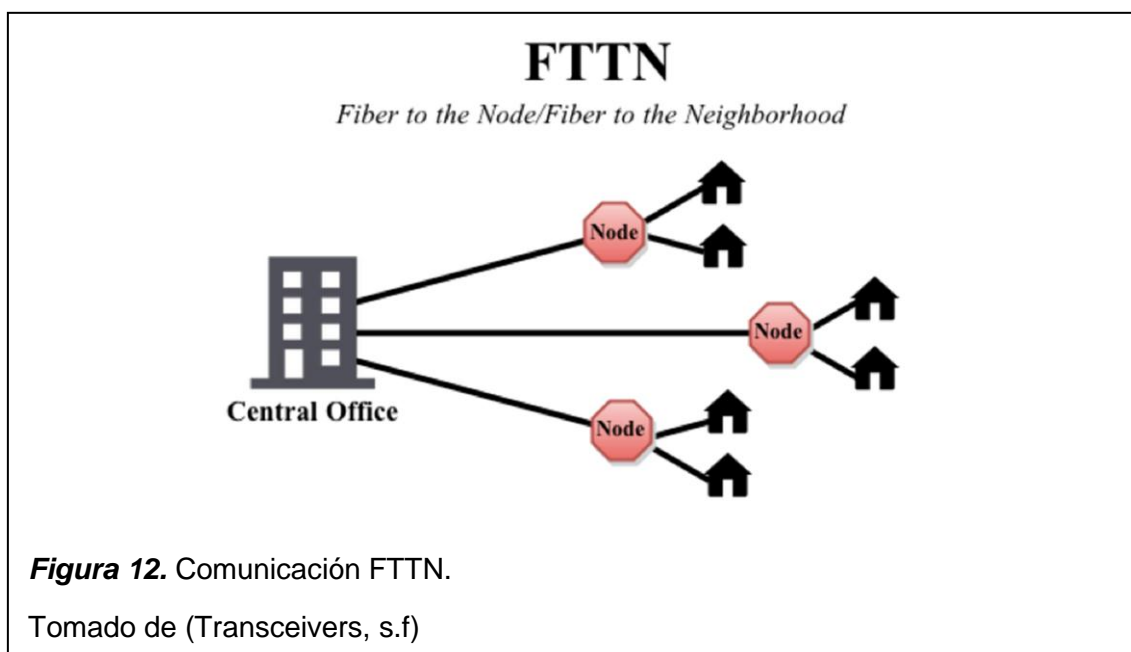 FTTN
Fiber to the Node/Fiber to the Neighborhood
Node
Node
Central Office
Node
Figura 12. Comunicación FTTN.
Tomado de (Transceivers, s.f)